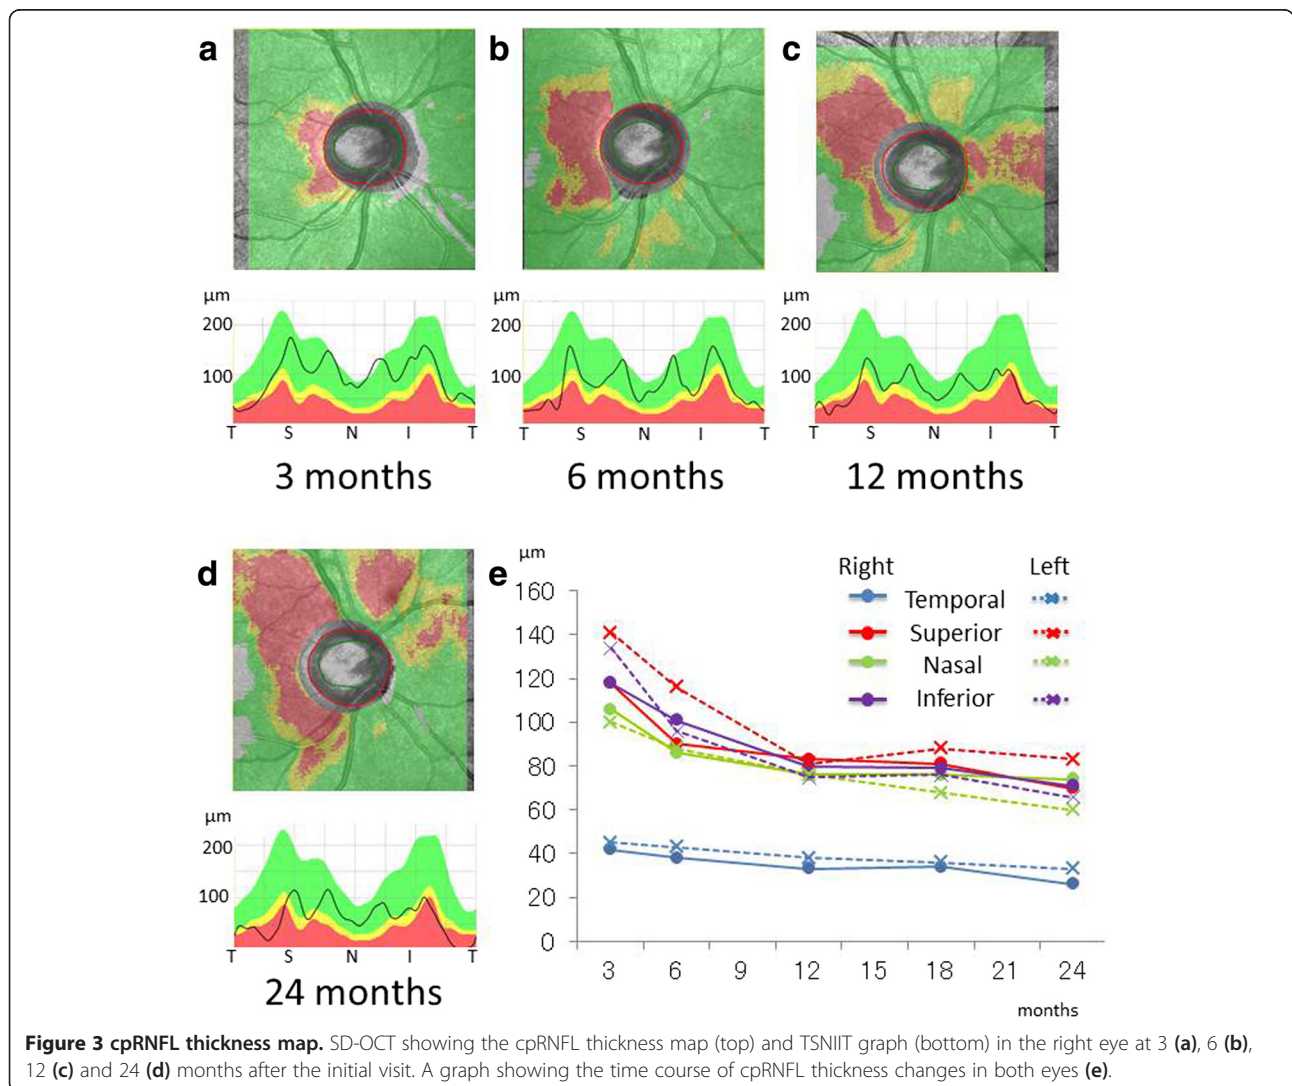 a
b
c
µm
200
100
T S N I T
3 months
µm
200
100
T S N I T
6 months
µm
200
100
T S N I T
12 months
d
µm
200
100
T S N I T
24 months
e
µm
160
140
120
100
80
60
40
20
0
3 6 9 12 15 18 21 24
months
Right Left
Temporal
Superior
Nasal
Inferior
Figure 3 cpRNFL thickness map. SD-OCT showing the cpRNFL thickness map (top) and TSNIIT graph (bottom) in the right eye at 3 (a), 6 (b),
12 (c) and 24 (d) months after the initial visit. A graph showing the time course of cpRNFL thickness changes in both eyes (e).